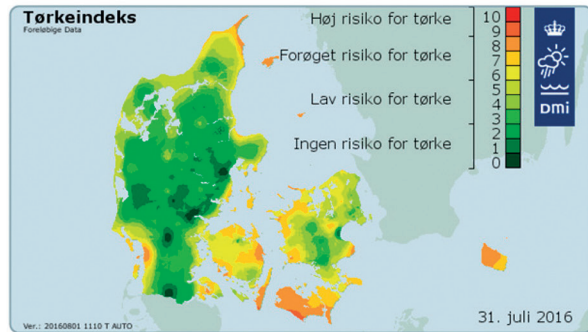 Tørkeindeks
Foreløbige Data
Høj risiko for tørke
Forøget risiko for tørke
Lav risiko for tørke
Ingen risiko for tørke
10
9
8
7
6
5
4
3
2
1
0
DMi
31. juli 2016
Ver.: 20160801 1110 T AUTO